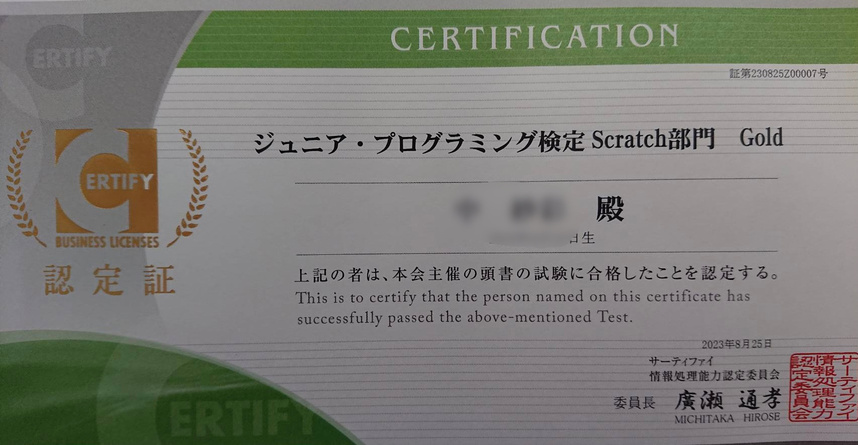 CERTIFICATION
証第230825Z00007号
ERTIFY
ジュニア・プログラミング検定 Scratch部門 Gold
CERTIFY
BUSINESS LICENSES
認定証
殿
日生
上記の者は、本会主催の頭書の試験に合格したことを認定する。
This is to certify that the person named on this certificate has
successfully passed the above-mentioned Test.
2023年8月25日
サーティファイ
情報処理能力認定委員会
委員長 廣瀬 通孝
MICHITAKA HIROSE
サーティファイ
情報処理能力
認定委員会
ERTIFY